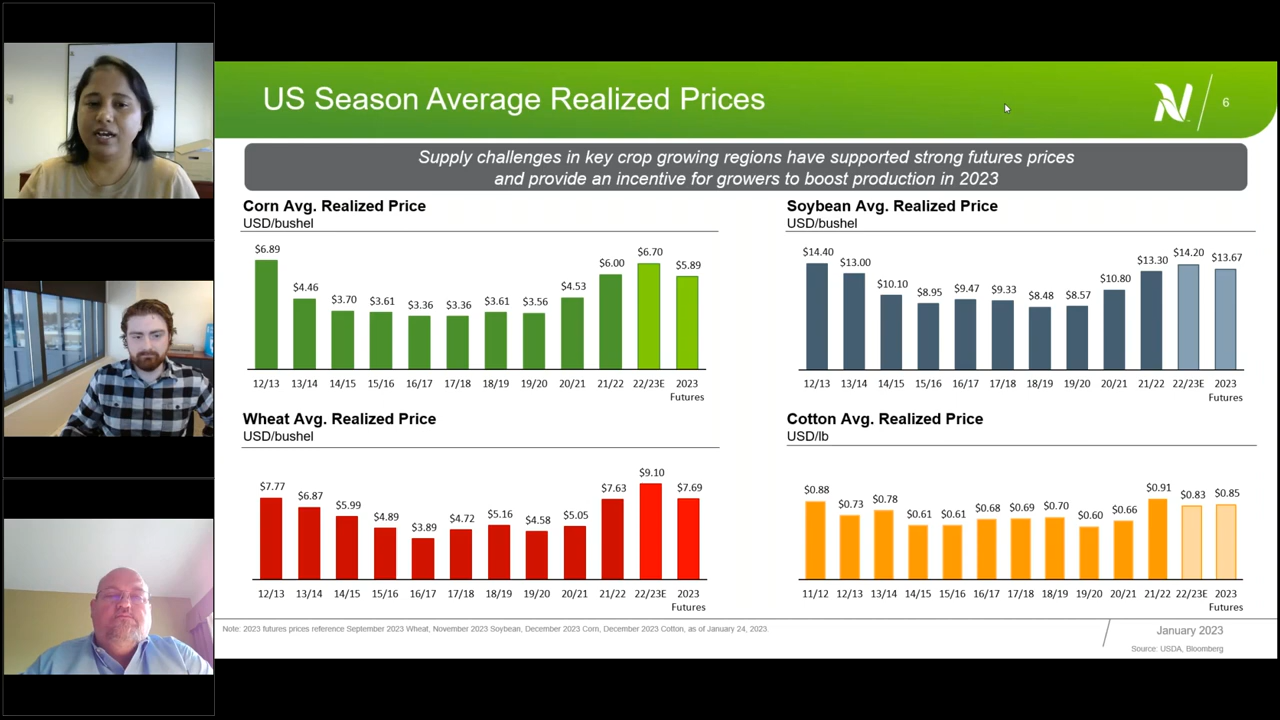 US Season Average Realized Prices
6
Supply challenges in key crop growing regions have supported strong futures prices
and provide an incentive for growers to boost production in 2023
Corn Avg. Realized Price
USD/bushel
$6.89 $4.46 $3.70 $3.61 $3.36 $3.36 $3.61 $3.56 $4.53 $6.00 $6.70 $5.89
12/13 13/14 14/15 15/16 16/17 17/18 18/19 19/20 20/21 21/22 22/23E 2023
Futures
Soybean Avg. Realized Price
USD/bushel
$14.40 $13.00 $10.10 $8.95 $9.47 $9.33 $8.48 $8.57 $10.80 $13.30 $14.20 $13.67
12/13 13/14 14/15 15/16 16/17 17/18 18/19 19/20 20/21 21/22 22/23E 2023
Futures
Wheat Avg. Realized Price
USD/bushel
$7.77 $6.87 $5.99 $4.89 $3.89 $4.72 $5.16 $4.58 $5.05 $7.63 $9.10 $7.69
12/13 13/14 14/15 15/16 16/17 17/18 18/19 19/20 20/21 21/22 22/23E 2023
Futures
Cotton Avg. Realized Price
USD/lb
$0.88 $0.73 $0.78 $0.61 $0.61 $0.68 $0.69 $0.70 $0.60 $0.66 $0.91 $0.83 $0.85
11/12 12/13 13/14 14/15 15/16 16/17 17/18 18/19 19/20 20/21 21/22 22/23E 2023
Futures
Note: 2023 futures prices reference September 2023 Wheat, November 2023 Soybean, December 2023 Corn, December 2023 Cotton, as of January 24, 2023.
January 2023
Source: USDA, Bloomberg